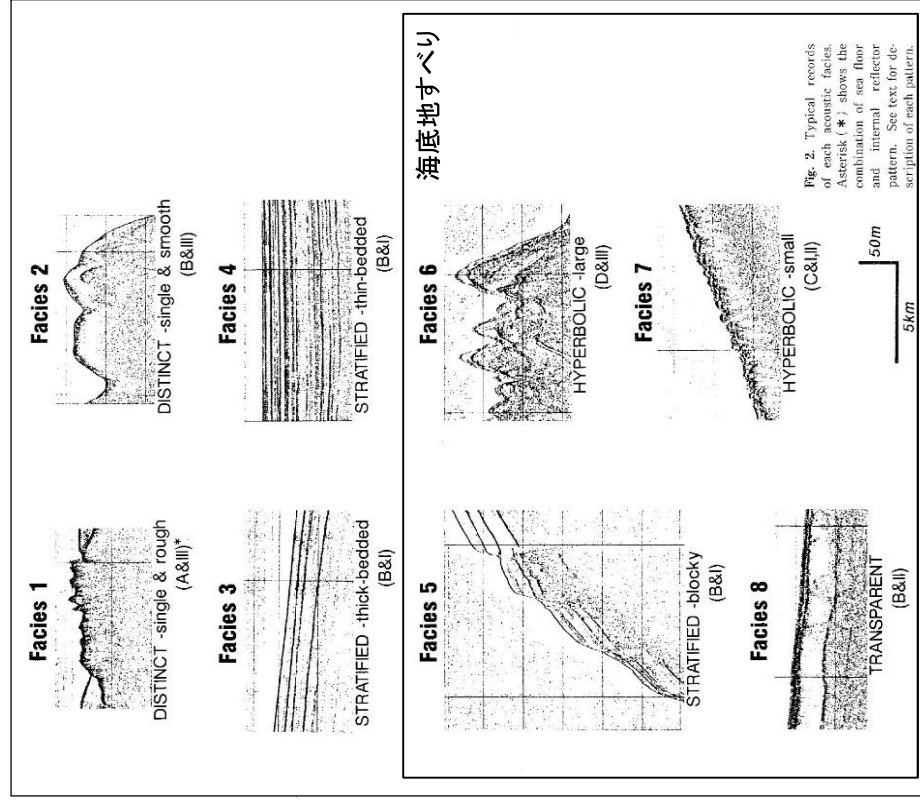 Facies 1
DISTINCT -single & rough
(A&III)*
Facies 2
DISTINCT -single & smooth
(B&III)
Facies 3
STRATIFIED -thick-bedded
(B&I)
Facies 4
STRATIFIED -thin-bedded
(B&I)
海底地すべり
Facies 5
STRATIFIED -blocky
(B&I)
Facies 6
HYPERBOLIC -large
(D&III)
Facies 8
TRANSPARENT
(B&II)
Facies 7
HYPERBOLIC -small
(C&I,II)
50m
5km
Fig. 2. Typical records
of each acoustic facies.
Asterisk (*) shows the
combination of sea floor
and internal reflector
pattern. See text for de-
scription of each pattern.